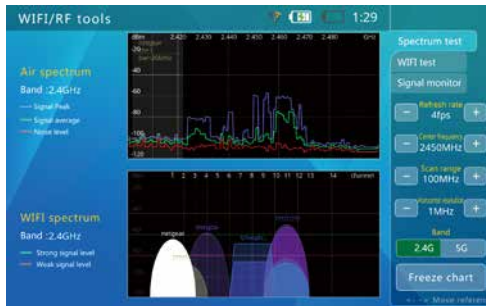 WIFI/RF tools
1:29
dBm 2.420 2.430 2.440 2.450 2.460 2.470 2.480 GHz
-20
-40
-60
-80
-100
-120
Air spectrum
Band :2.4GHz
Signal Peak
Signal average
Noise level
1 2 3 4 5 6 7 8 9 10 11 12 13 14 channel
netgear
WIFI spectrum
Band :2.4GHz
Strong signal level
Weak signal level
Spectrum test
WIFI test
Signal monitor
Refresh rate
4fps
Center frequency
2450MHz
Scan range
100MHz
1MHz
Band
2.4G 5G
Freeze chart